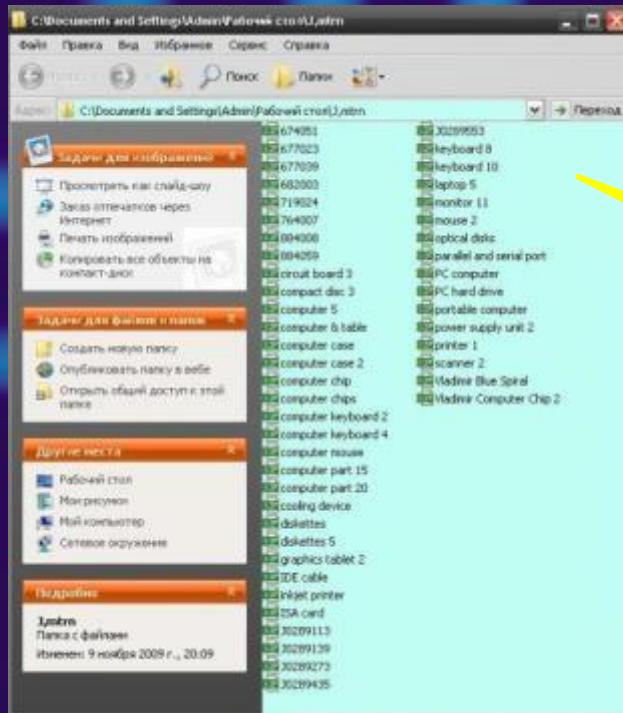 C:\Documents and Settings\Admin\Рабочий стол\J,mtrn
Файл Правка Вид Избранное Сервис Справка
Поиск Папки
C:\Documents and Settings\Admin\Рабочий стол\J,mtrn Переход
Задачи для изображений
Просмотреть как слайд-шоу
Заказ отпечатков через
Интернет
Печать изображений
Копировать все объекты на
компакт-диск
Задачи для файлов и папок
Создать новую папку
Опубликовать папку в вебе
Открыть общий доступ к этой
папке
Другие места
Рабочий стол
Мои рисунки
Мой компьютер
Сетевое окружение
Подробно
J,mtrn
Папка с файлами
Изменен: 9 ноября 2009 г., 20:09
674051
677023
677039
682003
719024
764007
884008
884059
circuit board 3
compact disc 3
computer 5
computer & table
computer case
computer case 2
computer chip
computer chips
computer keyboard 2
computer keyboard 4
computer mouse
computer part 15
computer part 20
cooling device
diskettes
diskettes 5
graphics tablet 2
IDE cable
inkjet printer
ISA card
J0289113
J0289139
J0289273
J0289435
J0289553
keyboard 8
keyboard 10
laptop 5
monitor 11
mouse 2
optical disks
parallel and serial port
PC computer
PC hard drive
portable computer
power supply unit 2
printer 1
scanner 2
Vladimir Blue Spiral
Vladimir Computer Chip 2